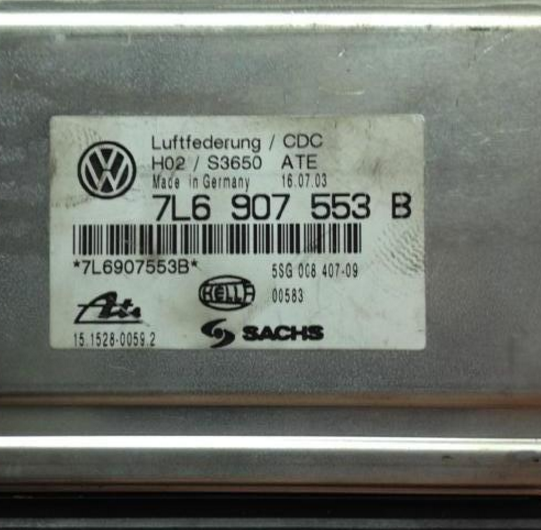 Luftfederung / CDC
H02 / S3650 ATE
Made in Germany 16.07.03
7L6 907 553 B
*7L6907553B*
5SG 008 407-09
HELLA
00583
Ate
15.1528-0059.2
SACHS